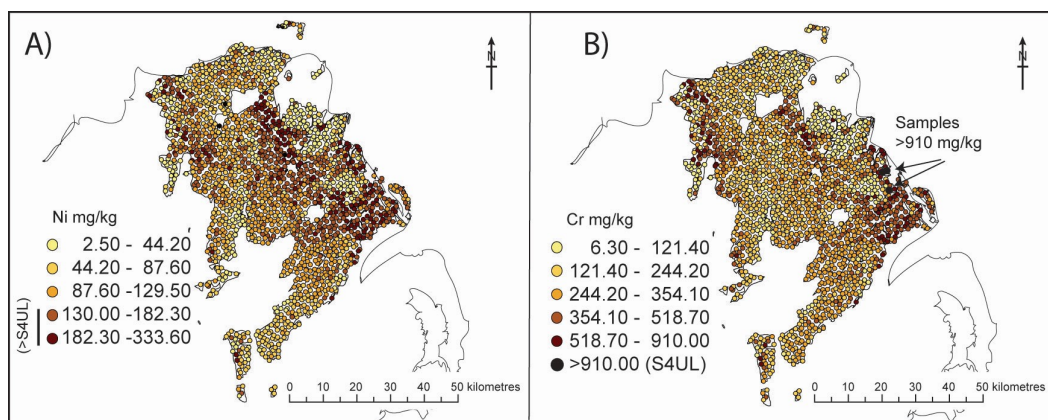 A)
N
Ni mg/kg
2.50 - 44.20
44.20 - 87.60
87.60 -129.50
130.00 -182.30
182.30 -333.60
(>S4UL)
0 10 20 30 40 50 kilometres
B)
N
Samples
>910 mg/kg
Cr mg/kg
6.30 - 121.40
121.40 - 244.20
244.20 - 354.10
354.10 - 518.70
518.70 - 910.00
>910.00 (S4UL)
0 10 20 30 40 50 kilometres